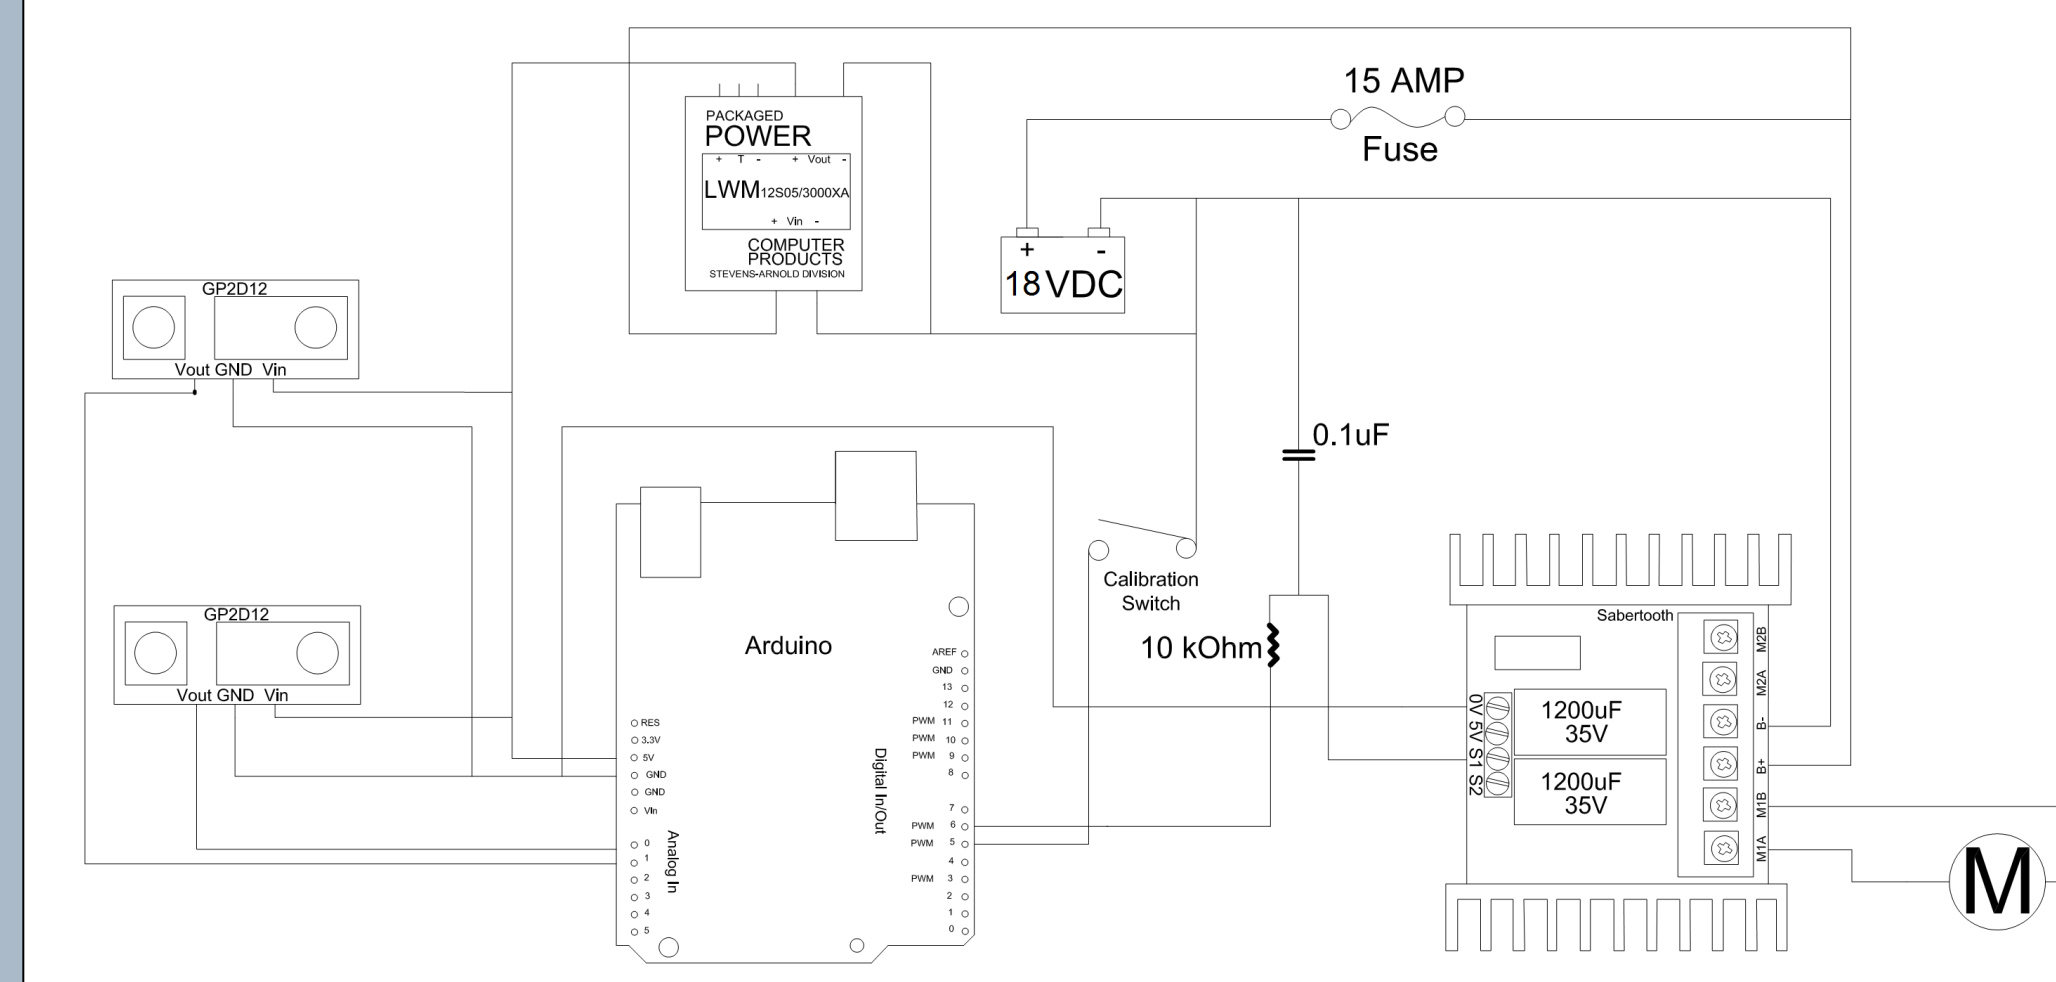 15 AMP
Fuse
PACKAGED
POWER
+ T - + Vout -
LWM12S05/3000XA
+ Vin -
COMPUTER
PRODUCTS
STEVENS-ARNOLD DIVISION
+ -
18 VDC
GP2D12
Vout GND Vin
0.1uF
Calibration
Switch
10 kOhm
GP2D12
Vout GND Vin
Arduino
RES
3.3V
5V
GND
GND
VIn
0
1
2
3
4
5
Analog In
Digital In/Out
AREF
GND
13
12
PWM 11
PWM 10
PWM 9
8
7
PWM 6
PWM 5
4
PWM 3
2
1
0
Sabertooth
0V 5V S1 S2
1200uF
35V
1200uF
35V
M2B
M2A
B-
B+
M1B
M1A
M